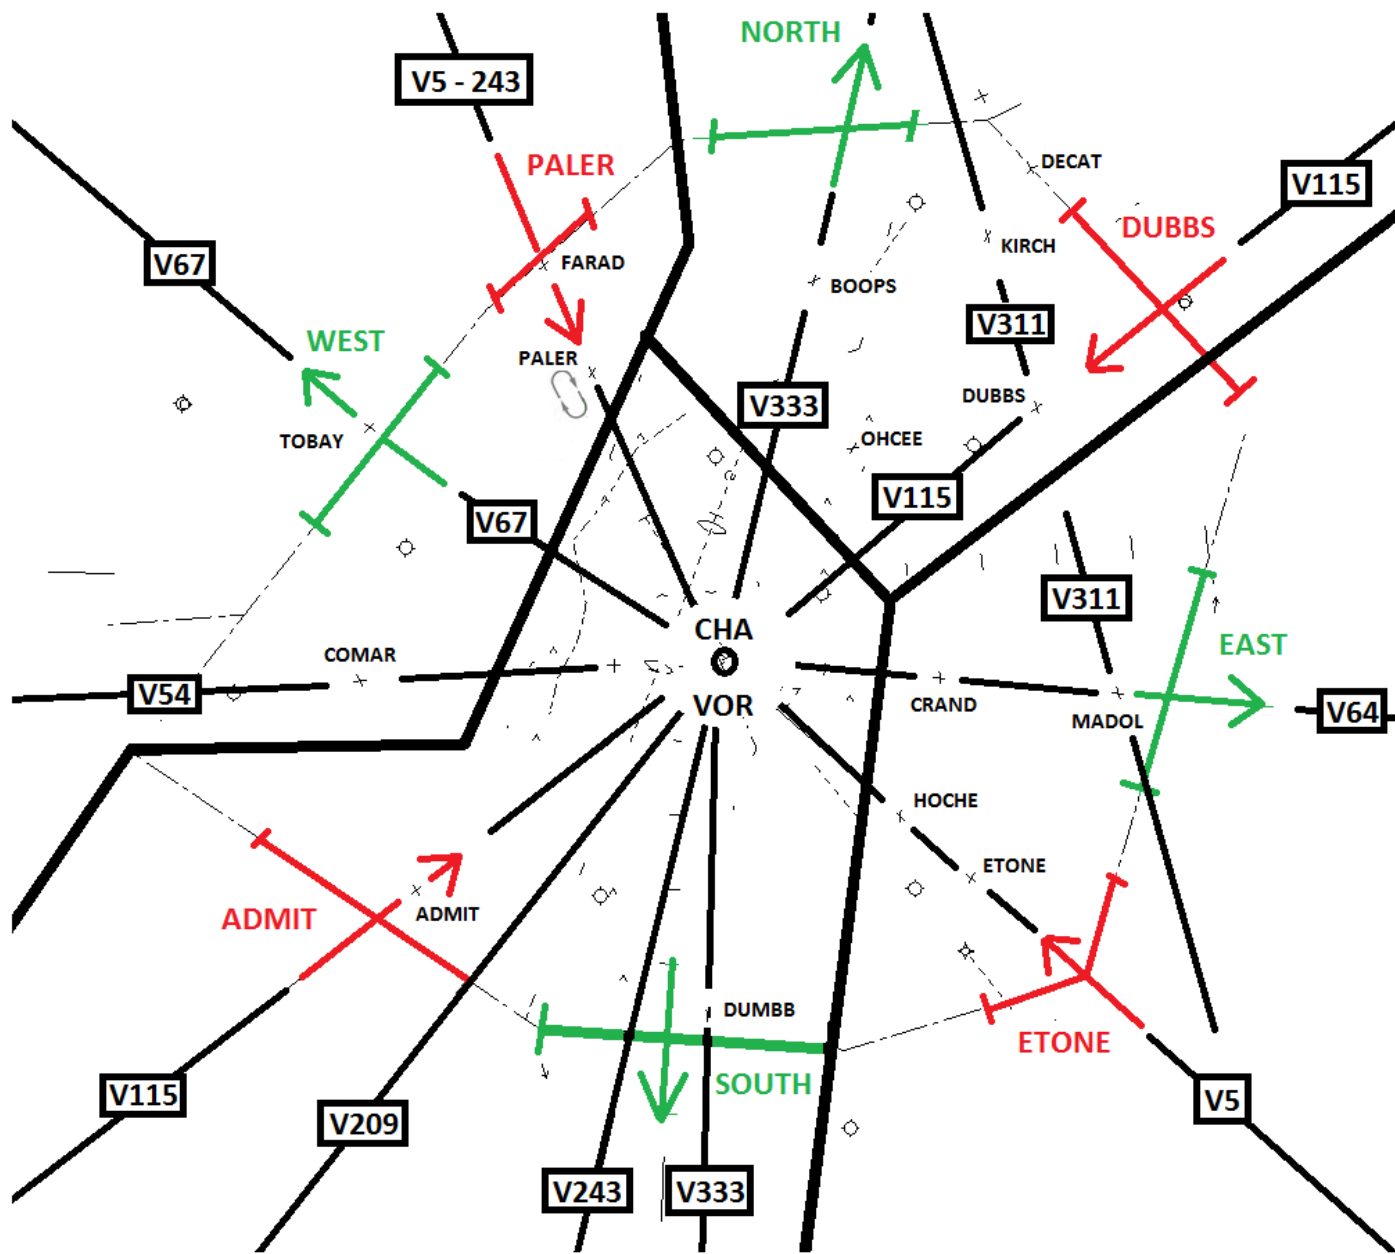 NORTH
V5 - 243
PALER
DECAT
V115
DUBBS
KIRCH
V67
FARAD
BOOPS
WEST
V311
PALER
DUBBS
V333
TOBAY
OHCEE
V115
V67
V311
CHA
EAST
COMAR
V54
CRAND
VOR
MADOL
V64
HOCHE
ETONE
ADMIT
ADMIT
DUMBB
ETONE
SOUTH
V115
V209
V5
V243
V333